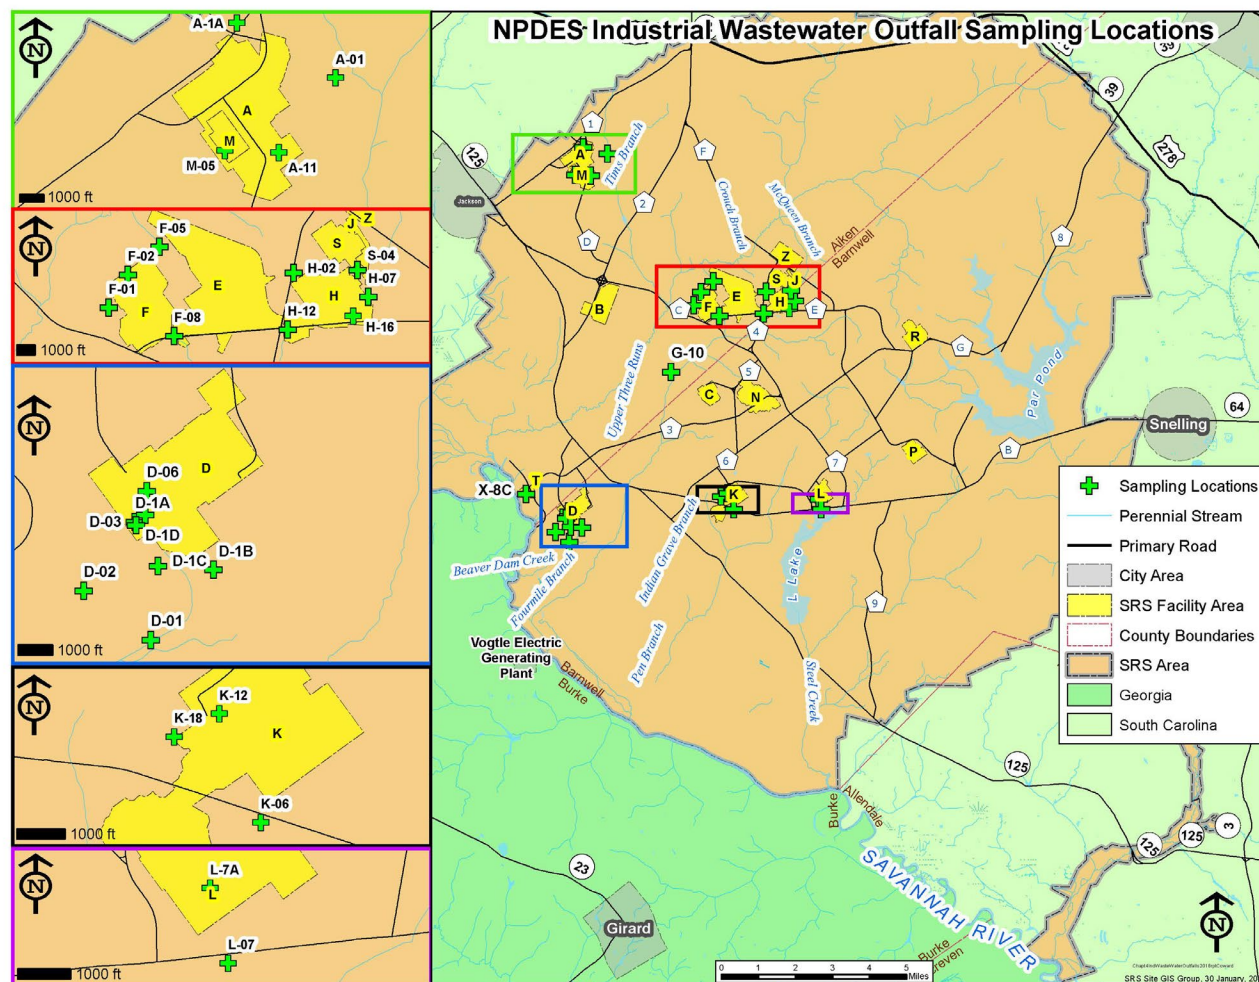 NPDES Industrial Wastewater Outfall Sampling Locations
N
A-1A
A-01
A
M
M-05
A-11
1000 ft
N
F-05
F-02
F-01
F
E
F-08
J
Z
S
S-04
H-02
H-07
H
H-12
H-16
1000 ft
N
D
D-06
D-1A
D-03
D-1D
D-1B
D-1C
D-02
D-01
1000 ft
N
K-12
K-18
K
K-06
1000 ft
N
L-7A
L
L-07
1000 ft
125
Jackson
1
A
M
Tims Branch
2
D
F
Crouch Branch
McQueen Branch
39
278
Aiken
Barnwell
8
Z
S
J
B
C
F
E
H
E
4
R
G
Par Pond
G-10
Upper Three Runs
5
C
N
3
6
7
P
B
64
Snelling
X-8C
T
D
K
L
Indian Grave Branch
Beaver Dam Creek
Fourmile Branch
L Lake
9
Vogtle Electric
Generating
Plant
Pen Branch
Steel Creek
Barnwell
Burke
Sampling Locations
Perennial Stream
Primary Road
City Area
SRS Facility Area
County Boundaries
SRS Area
Georgia
South Carolina
125
Burke
Allendale
125
125
3
23
Girard
SAVANNAH RIVER
Burke
N
0 1 2 3 4 5
Miles
SRS Site GIS Group, 30 January,